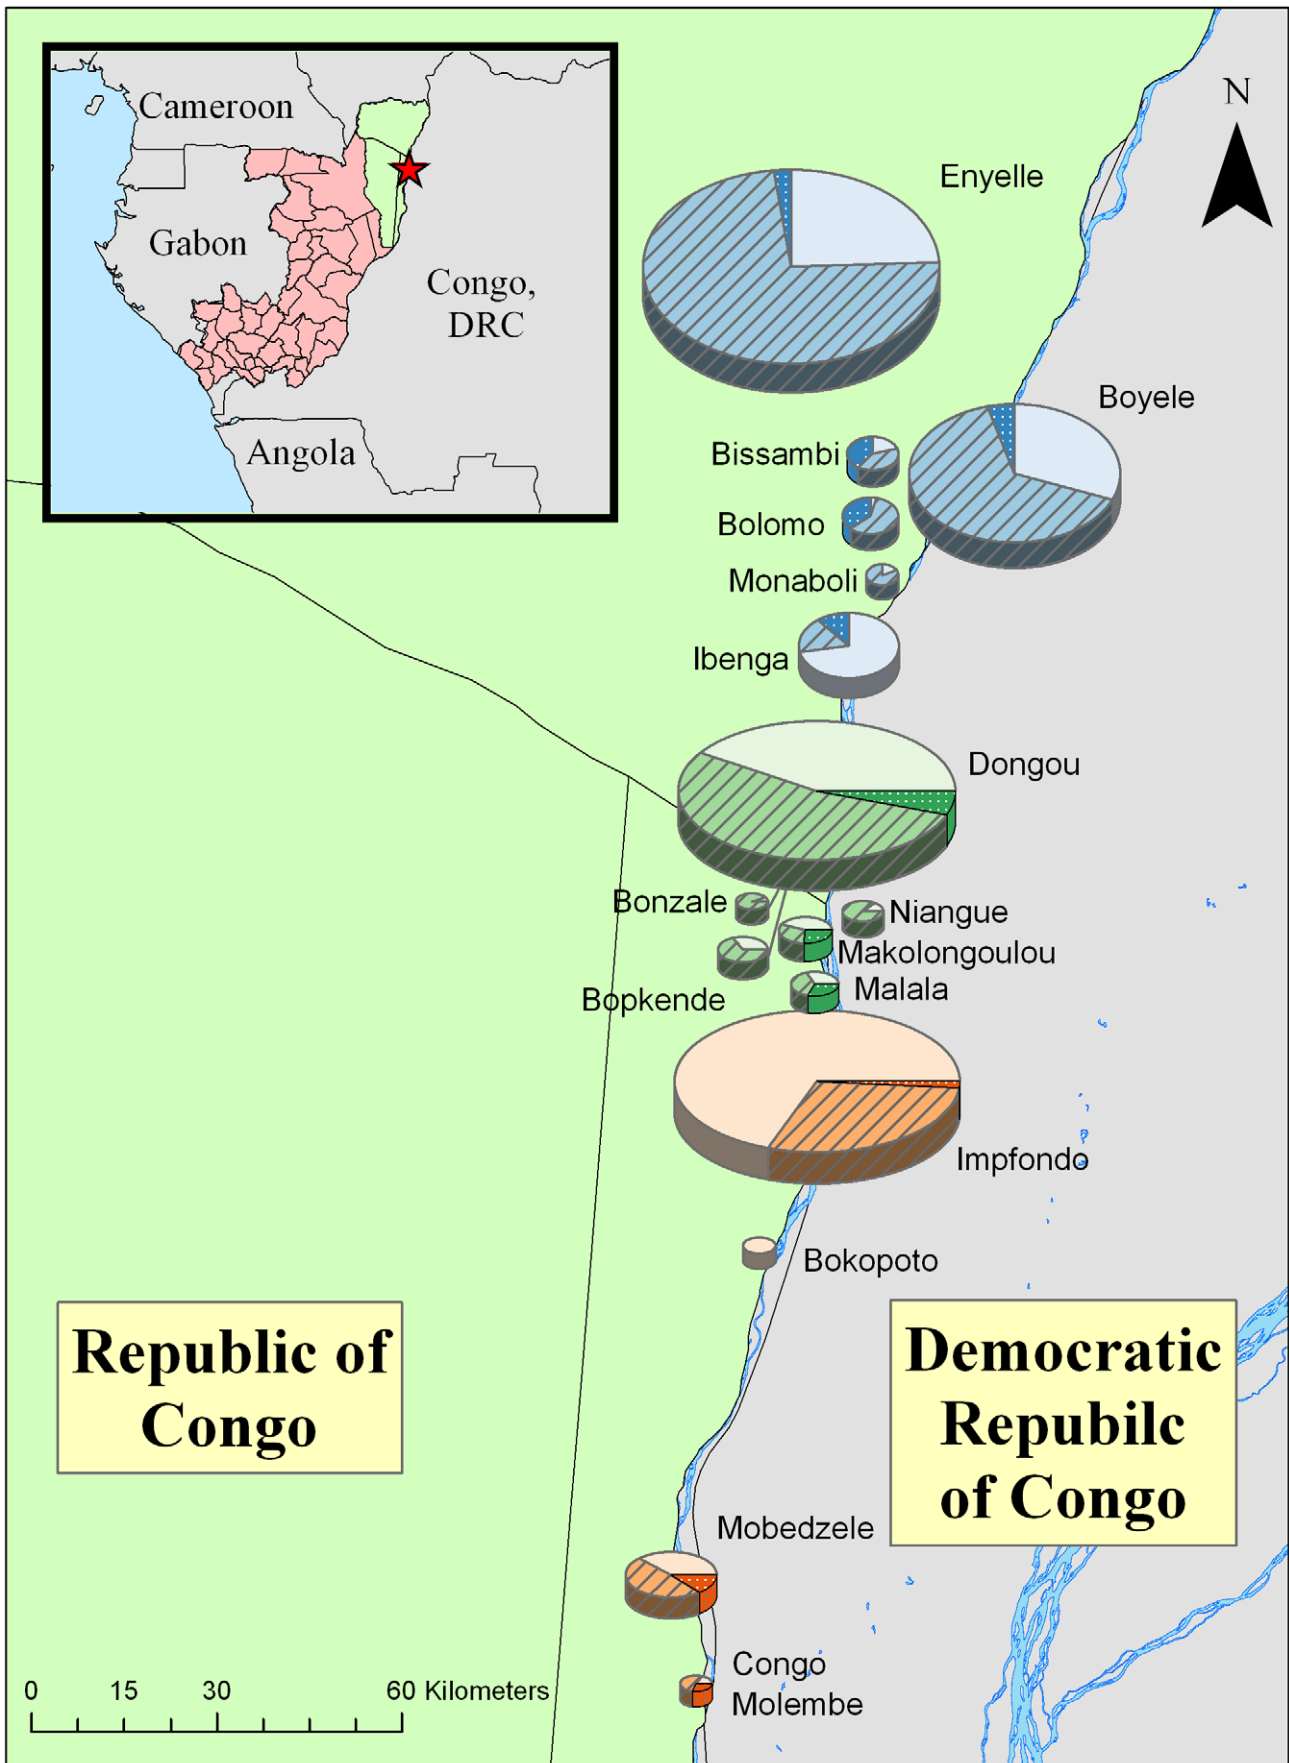 Cameroon
Gabon
Congo,
DRC
Angola
N
Enyelle
Boyele
Bissambi
Bolomo
Monaboli
Ibenga
Dongou
Bonzale
Niangue
Makolongoulou
Malala
Bopkende
Impfondo
Bokopoto
Republic of
Congo
Democratic
Repubilc
of Congo
Mobedzele
Congo
Molembe
0 15 30 60 Kilometers